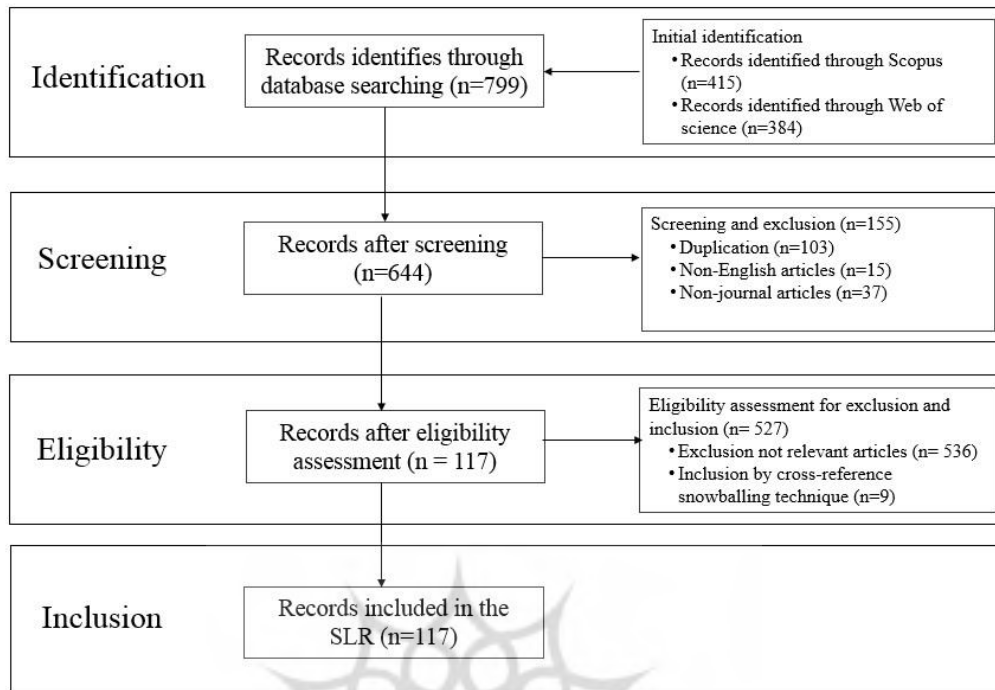 Identification
Records identifies through
database searching (n=799)
Initial identification
• Records identified through Scopus
(n=415)
• Records identified through Web of
science (n=384)
Screening
Records after screening
(n=644)
Screening and exclusion (n=155)
• Duplication (n=103)
• Non-English articles (n=15)
• Non-journal articles (n=37)
Eligibility
Records after eligibility
assessment (n = 117)
Eligibility assessment for exclusion and
inclusion (n= 527)
• Exclusion not relevant articles (n= 536)
• Inclusion by cross-reference
snowballing technique (n=9)
Inclusion
Records included in the
SLR (n=117)